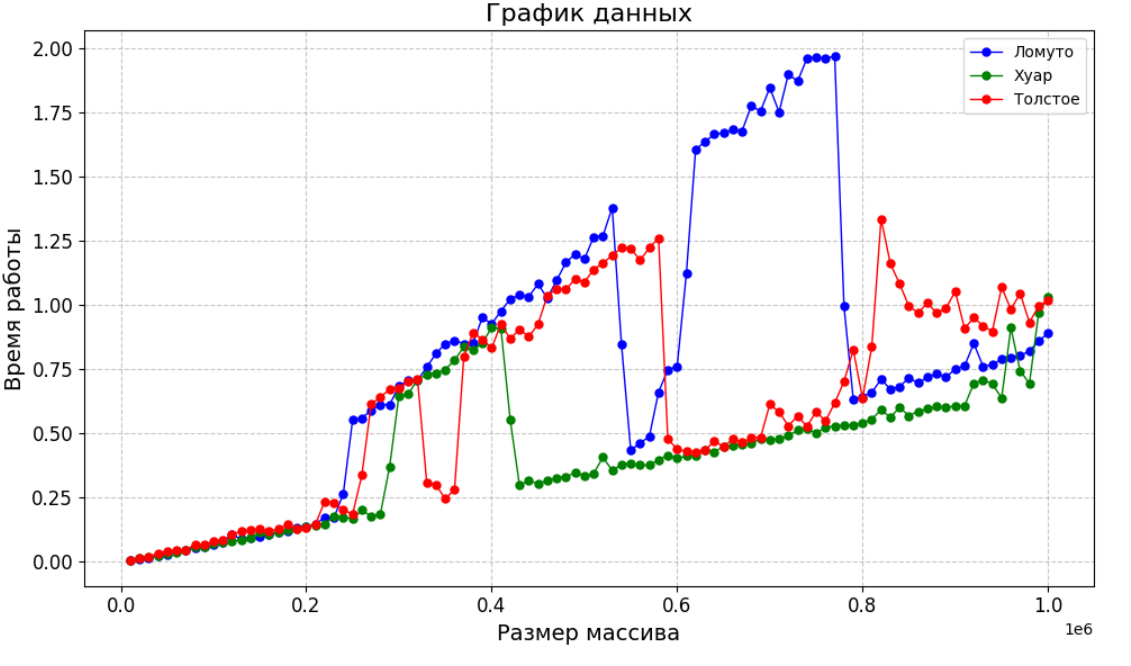 График данных
2.00
1.75
1.50
1.25
1.00
0.75
0.50
0.25
0.00
Время работы
Ломуто
Хуар
Толстое
0.0 0.2 0.4 0.6 0.8 1.0
1e6
Размер массива